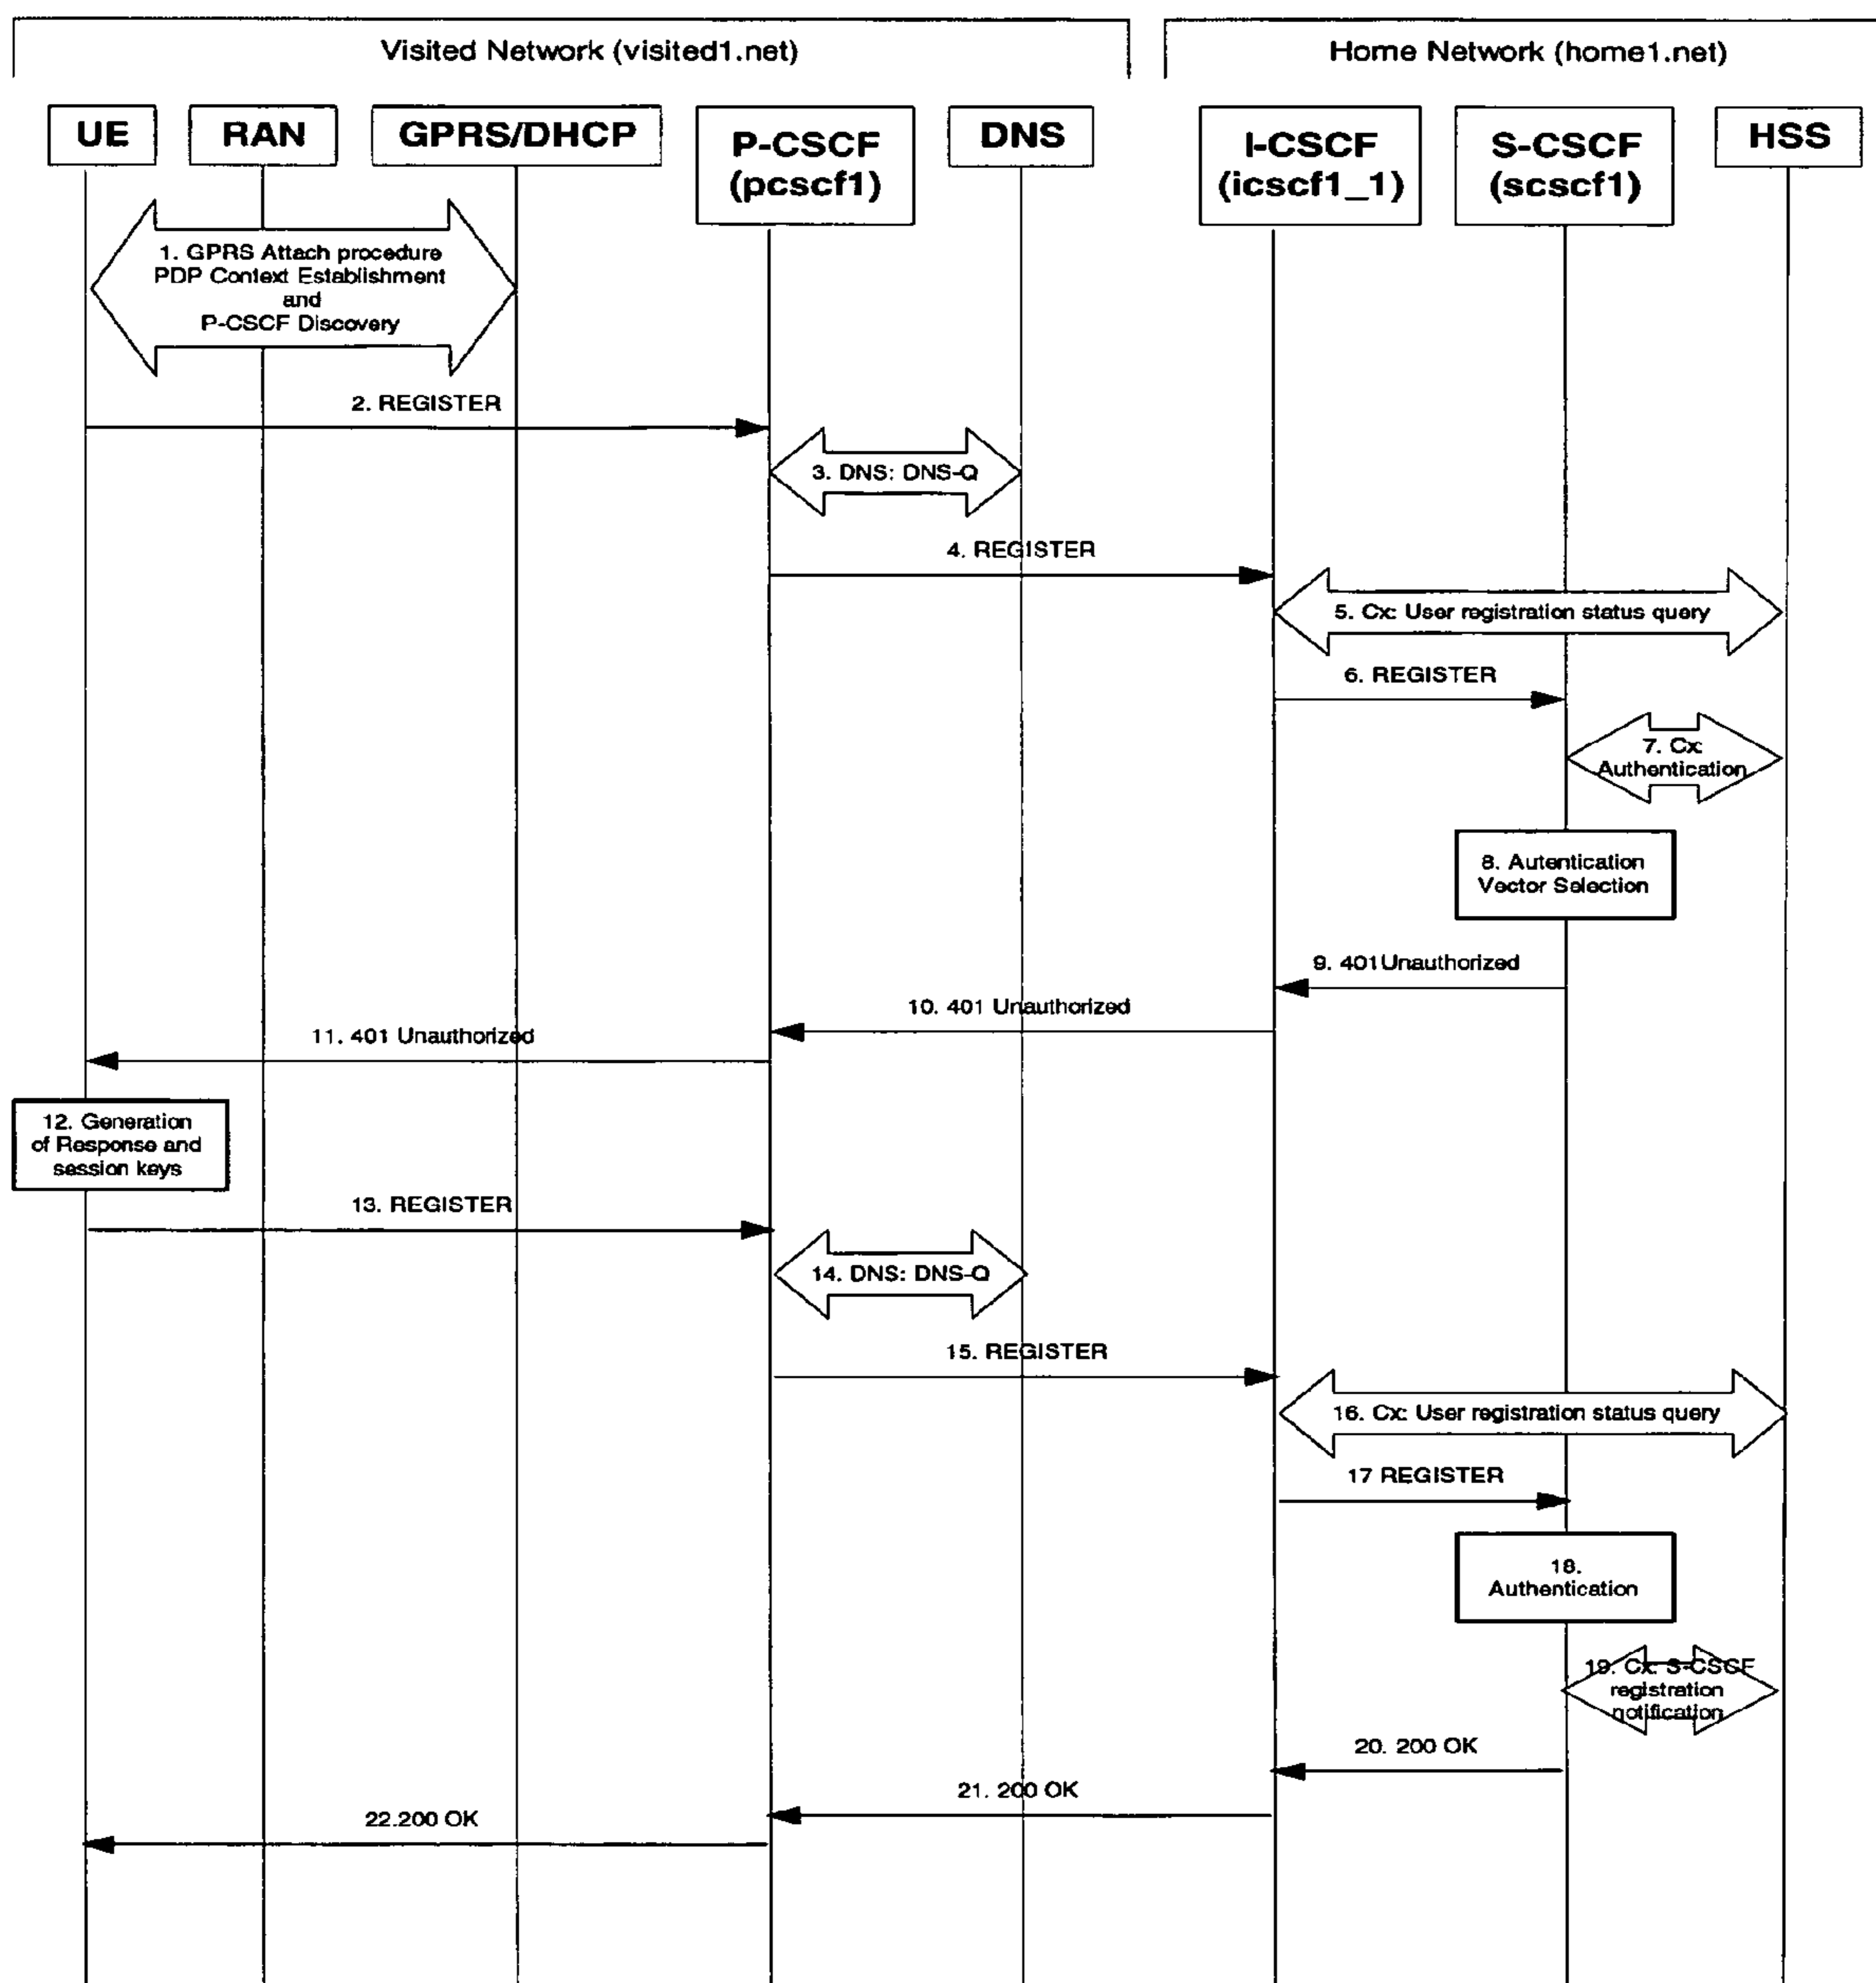 Visited Network (visited1.net)
Home Network (home1.net)
UE
RAN
GPRS/DHCP
P-CSCF
(pcscf1)
DNS
I-CSCF
(icscf1_1)
S-CSCF
(scscf1)
HSS
1. GPRS Attach procedure
PDP Context Establishment
and
P-CSCF Discovery
2. REGISTER
3. DNS: DNS-Q
4. REGISTER
5. Cx: User registration status query
6. REGISTER
7. Cx:
Authentication
8. Autentication
Vector Selection
9. 401Unauthorized
10. 401 Unauthorized
11. 401 Unauthorized
12. Generation
of Response and
session keys
13. REGISTER
14. DNS: DNS-Q
15. REGISTER
16. Cx: User registration status query
17 REGISTER
18.
Authentication
19. Cx: S-CSCF
registration
notification
20. 200 OK
21. 200 OK
22.200 OK